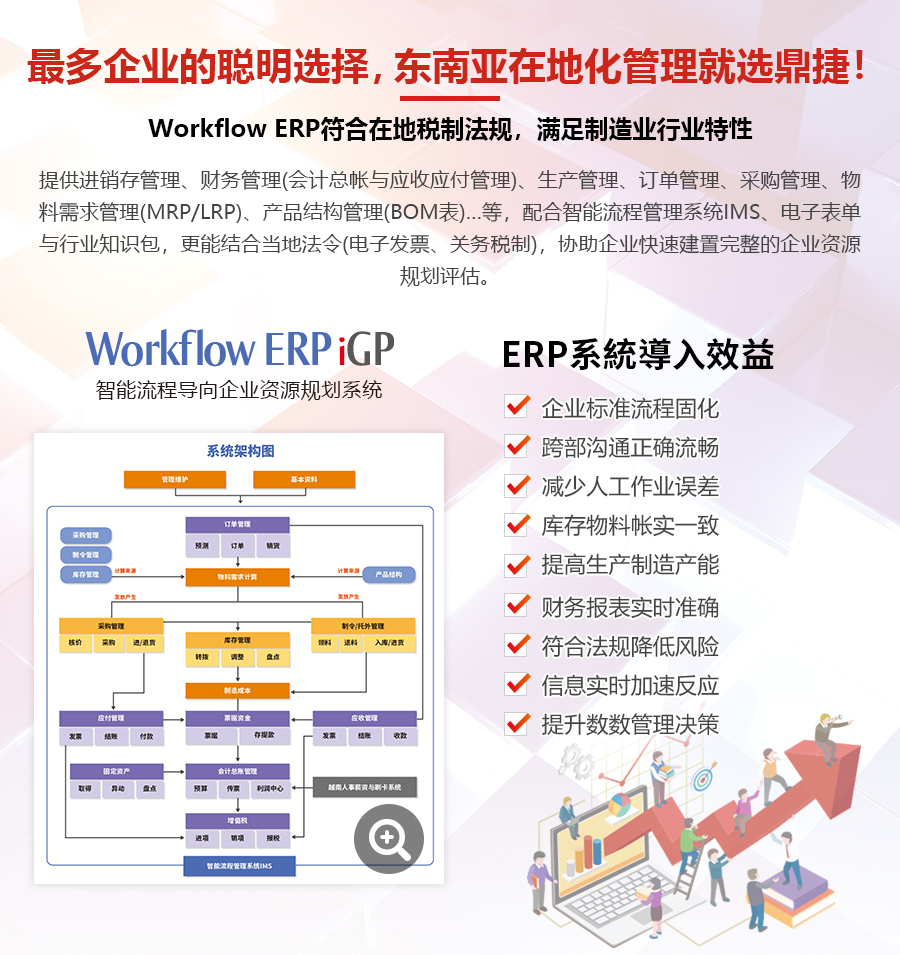 最多企业的聪明选择，东南亚在地化管理就选鼎捷！
Workflow ERP符合在地税制法规，满足制造业行业特性
提供进销存管理、财务管理(会计总帐与应收应付管理)、生产管理、订单管理、采购管理、物
料需求管理(MRP/LRP)、产品结构管理(BOM表)...等，配合智能流程管理系统IMS、电子表单
与行业知识包，更能结合当地法令(电子发票、关务税制)，协助企业快速建置完整的企业资源
规划评估。
Workflow ERP iGP
智能流程导向企业资源规划系统
系统架构图
管理维护 基本资料
订单管理
采购管理
预测 订单 销货
制令管理
库存管理 计算来源 物料需求计算 计算来源 产品结构
发放产生 发放产生
采购管理 制令/托外管理
核价 采购 进/退货 库存管理 领料 退料 入库/进货
转拨 调整 盘点
制造成本
应付管理 票据资金 应收管理
发票 结账 付款 票据 存提款 发票 结账 收款
固定资产 会计总账管理
取得 异动 盘点 预算 传票 利润中心 越南人事薪资与刷卡系统
增值税
进项 销项 报税
智能流程管理系统IMS
ERP系統導入效益
企业标准流程固化
跨部沟通正确流畅
减少人工作业误差
库存物料帐实一致
提高生产制造产能
财务报表实时准确
符合法规降低风险
信息实时加速反应
提升数数管理决策